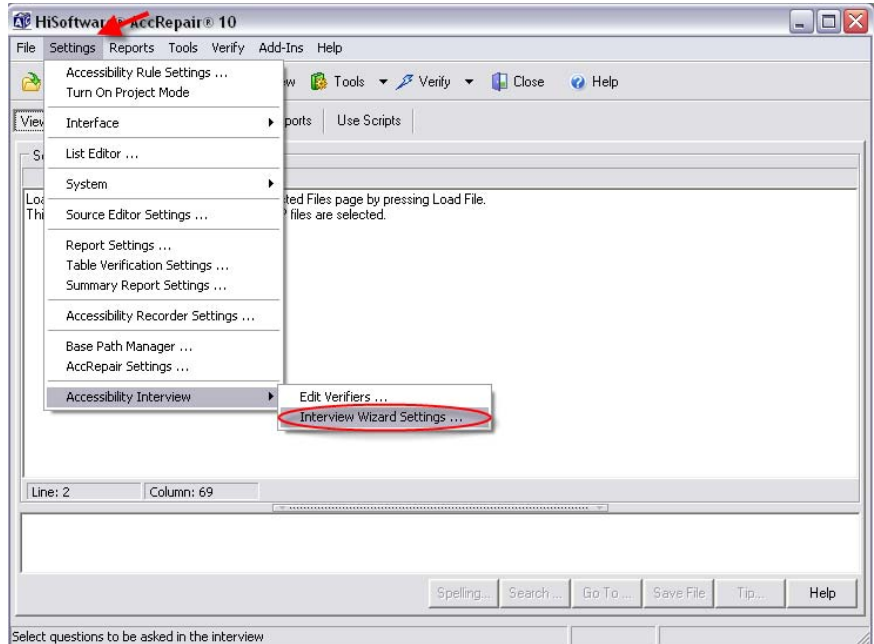 HiSoftware® AccRepair® 10
File Settings Reports Tools Verify Add-Ins Help
Accessibility Rule Settings ...
Turn On Project Mode
ew Tools Verify Close Help
View
Interface
ports Use Scripts
List Editor ...
System
ted Files page by pressing Load File.
Source Editor Settings ...
files are selected.
Report Settings ...
Table Verification Settings ...
Summary Report Settings ...
Accessibility Recorder Settings ...
Base Path Manager ...
AccRepair Settings ...
Accessibility Interview
Edit Verifiers ...
Interview Wizard Settings ...
Line: 2 Column: 69
Spelling... Search ... Go To ... Save File Tip... Help
Select questions to be asked in the interview